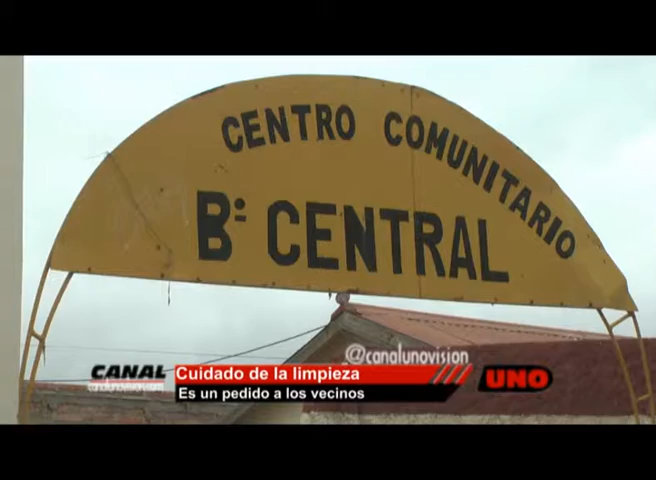 CENTRO COMUNITARIO
Bº CENTRAL
@canalunovision
CANAL
Cuidado de la limpieza
UNO
Es un pedido a los vecinos